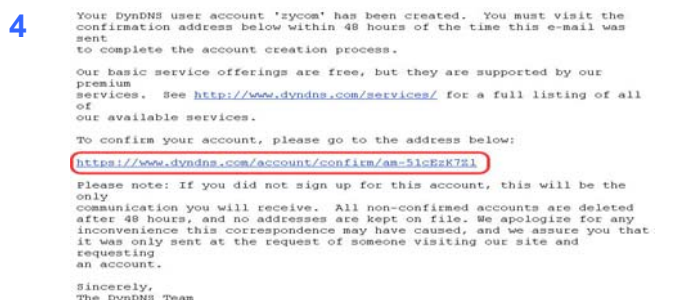 4
Your DynDNS user account 'zycom' has been created.  You must visit the
confirmation address below within 48 hours of the time this e-mail was
sent
to complete the account creation process.
Our basic service offerings are free, but they are supported by our
premium
services.  See http://www.dyndns.com/services/ for a full listing of all
of
our available services.
To confirm your account, please go to the address below:
https://www.dyndns.com/account/confirm/am-51cEzK7Zl
Please note: If you did not sign up for this account, this will be the
only
communication you will receive.  All non-confirmed accounts are deleted
after 48 hours, and no addresses are kept on file. We apologize for any
inconvenience this correspondence may have caused, and we assure you that
it was only sent at the request of someone visiting our site and
requesting
an account.
Sincerely,
The DynDNS Team